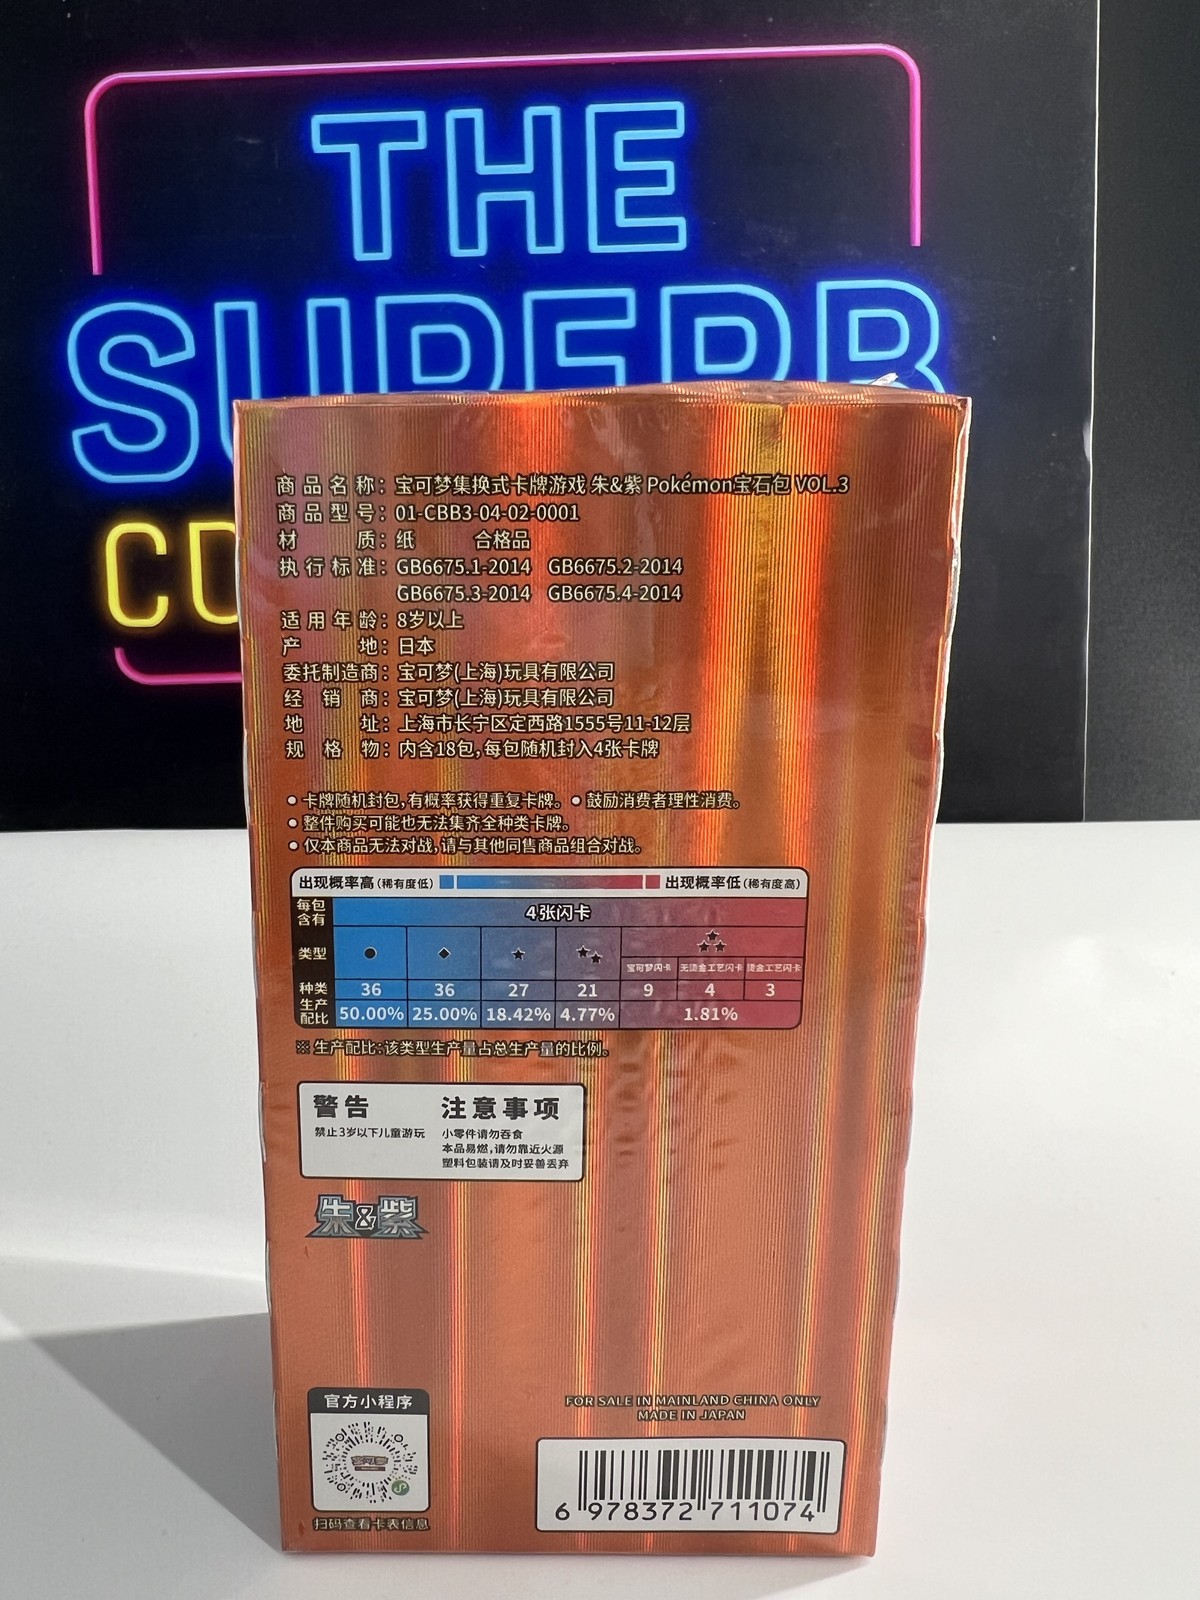 THE
SUPERB
商品名称：宝可梦集换式卡牌游戏 朱&紫 Pokémon宝石包 VOL.3
商品型号：01-CBB3-04-02-0001
材质：纸 合格品
执行标准：GB6675.1-2014 GB6675.2-2014
GB6675.3-2014 GB6675.4-2014
适用年龄：8岁以上
产地：日本
委托制造商：宝可梦(上海)玩具有限公司
经销商：宝可梦(上海)玩具有限公司
地址：上海市长宁区定西路1555号11-12层
规格物：内含18包，每包随机封入4张卡牌
●卡牌随机封包，有概率获得重复卡牌。●鼓励消费者理性消费。
●整件购买可能也无法集齐全种类卡牌。
●仅本商品无法对战，请与其他同售商品组合对战。
出现概率高(稀有度低) 出现概率低(稀有度高)
每包含有 4张闪卡
类型 ● ◆ ★ ★★ ★★★
宝可梦闪卡 无烫金工艺闪卡 烫金工艺闪卡
种类 36 36 27 21 9 4 3
生产配比 50.00% 25.00% 18.42% 4.77% 1.81%
※ 生产配比：该类型生产量占总生产量的比例。
警告 注意事项
禁止3岁以下儿童游玩 小零件请勿吞食
本品易燃，请勿靠近火源
塑料包装请及时妥善丢弃
朱&紫
官方小程序
宝可梦
扫码查看卡表信息
FOR SALE IN MAINLAND CHINA ONLY
MADE IN JAPAN
6 978372 711074